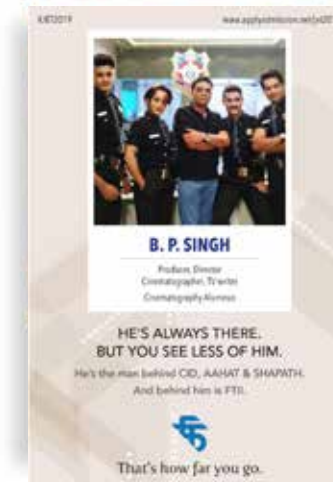 JET2019
B. P. SINGH
Producer, Director
Cinematographer, TV writer
Cinematography Alumnus
HE'S ALWAYS THERE.
BUT YOU SEE LESS OF HIM.
He's the man behind CID, AAHAT & SHAPATH.
And behind him is FTII.
That's how far you go.